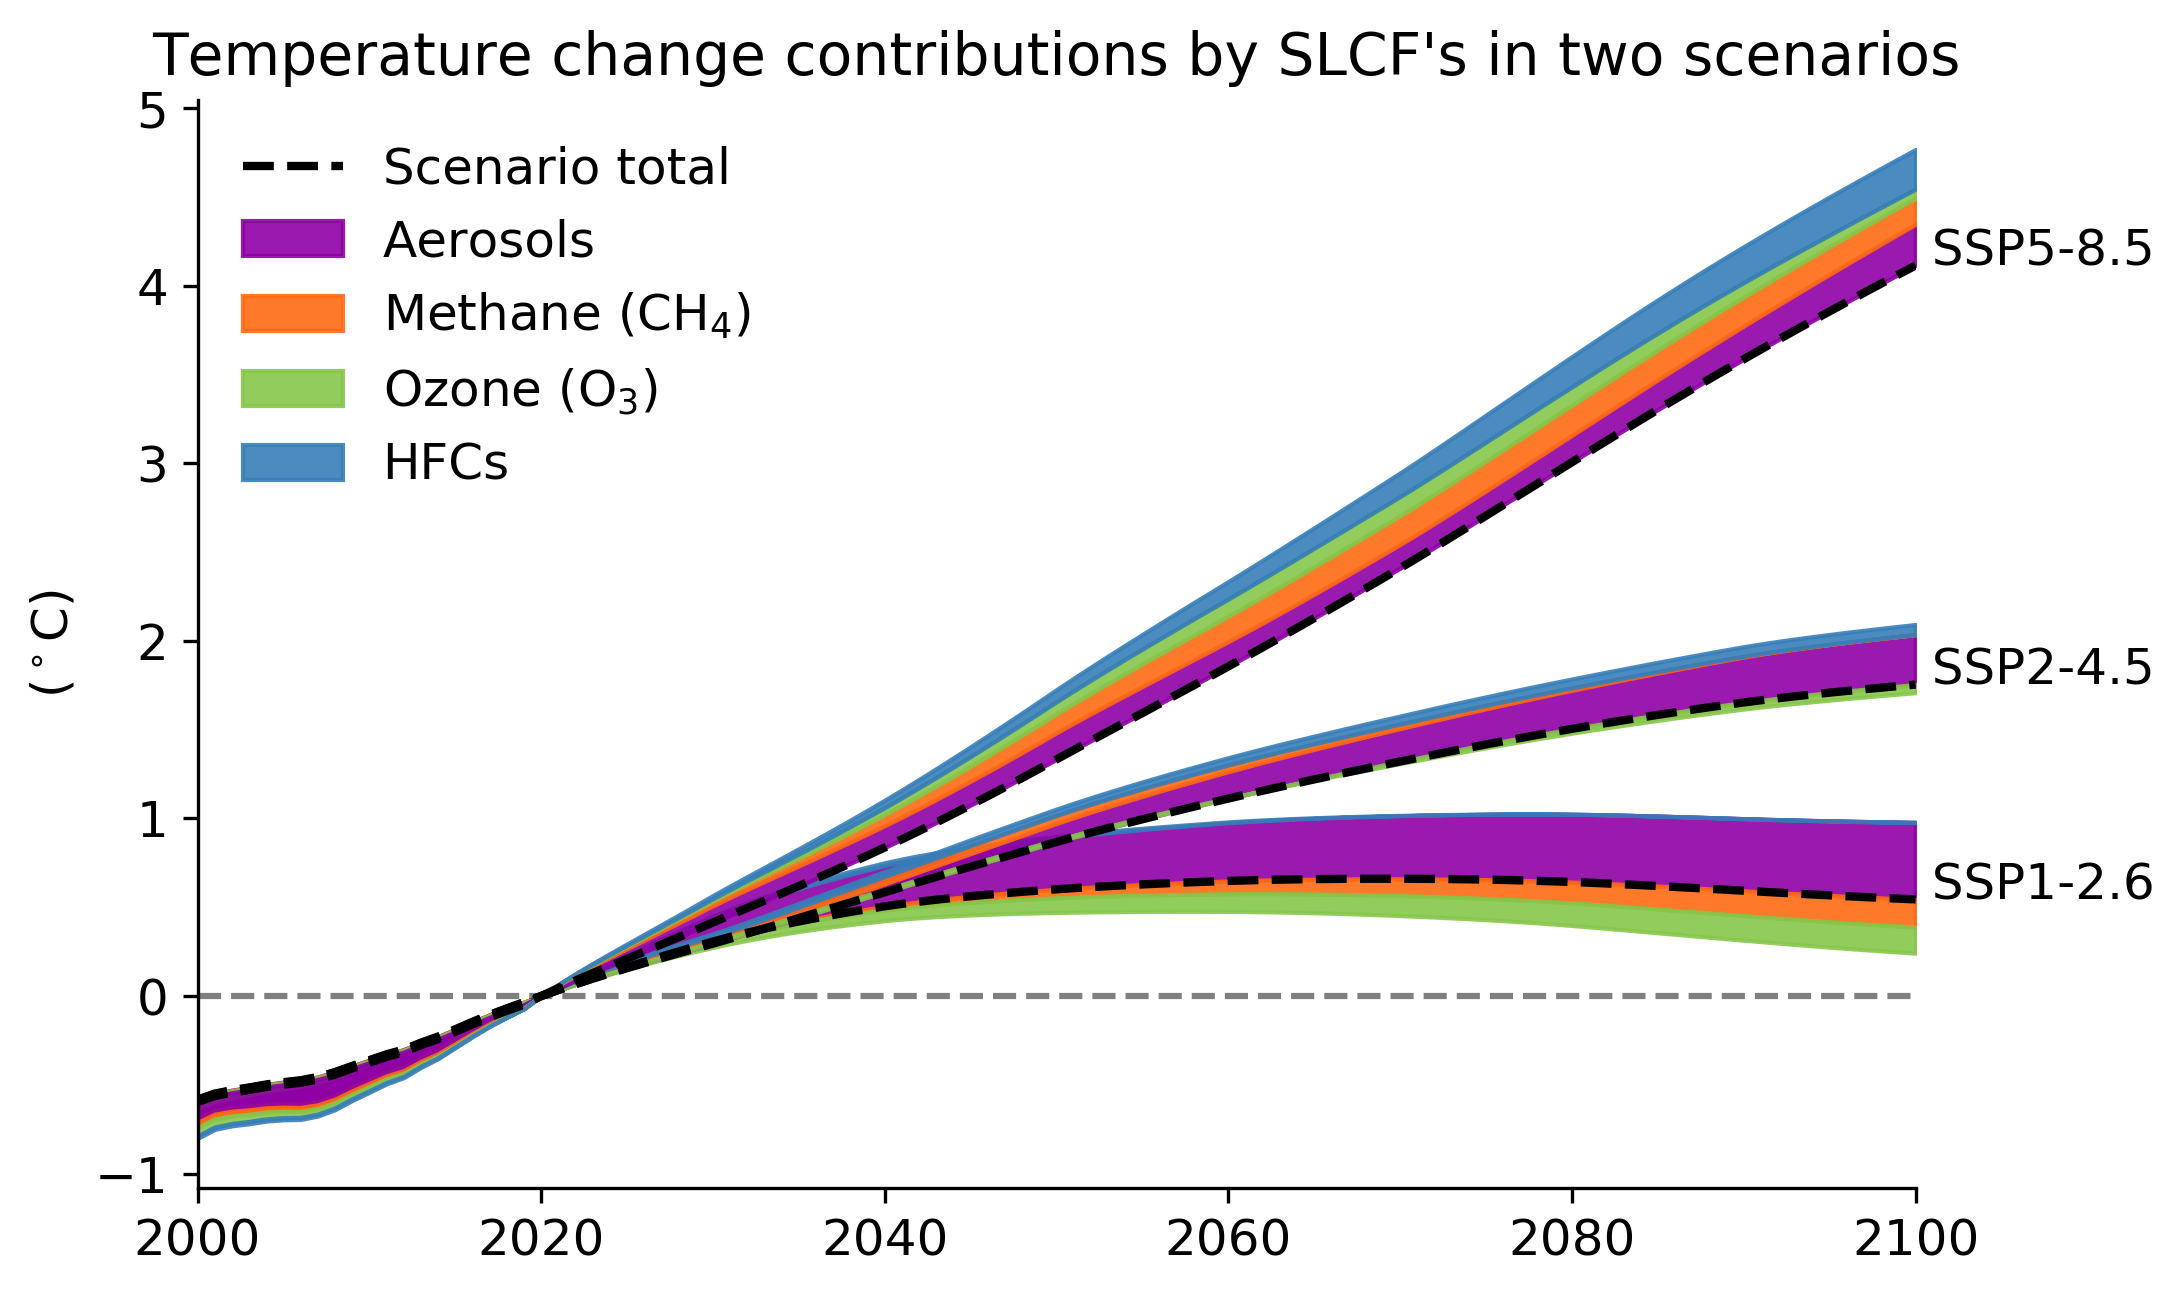 Temperature change contributions by SLCF's in two scenarios
5
4
3
2
1
0
−1
(°C)
Scenario total
Aerosols
Methane (CH₄)
Ozone (O₃)
HFCs
SSP5-8.5
SSP2-4.5
SSP1-2.6
2000 2020 2040 2060 2080 2100